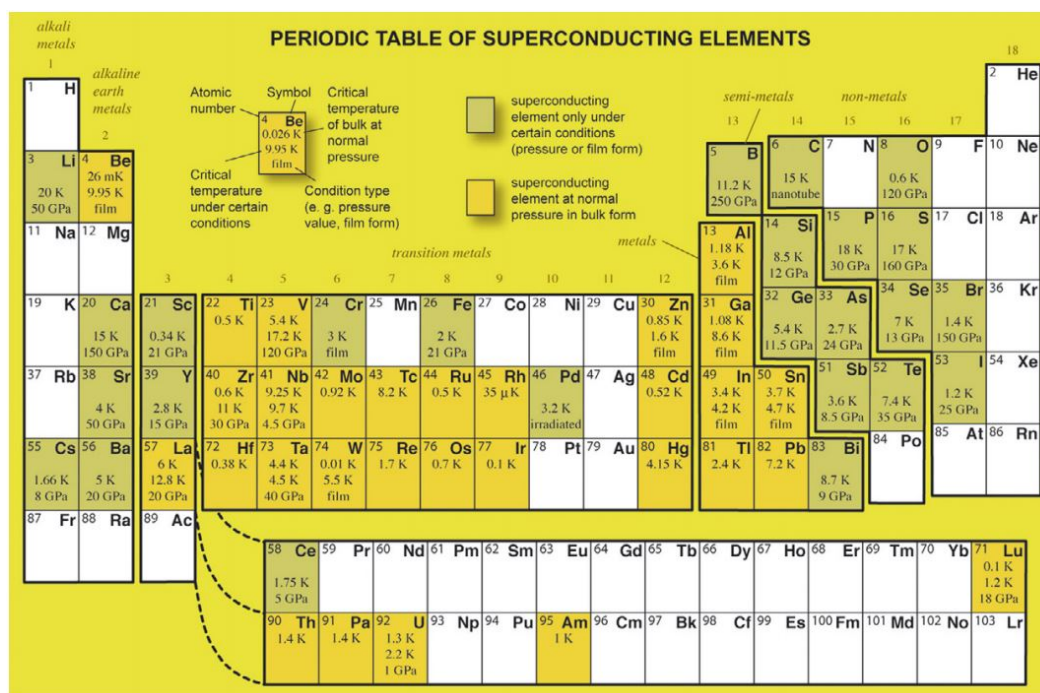 PERIODIC TABLE OF SUPERCONDUCTING ELEMENTS
alkali
metals
1
alkaline
earth
metals
2
Atomic
number
Symbol
Critical
temperature
of bulk at
normal
pressure
4 Be
0.026 K
9.95 K
film
Critical
temperature
under certain
conditions
Condition type
(e. g. pressure
value, film form)
superconducting
element only under
certain conditions
(pressure or film form)
superconducting
element at normal
pressure in bulk form
semi-metals
non-metals
metals
transition metals
18
13 14 15 16 17
3 4 5 6 7 8 9 10 11 12
1 H
2 He
3 Li
20 K
50 GPa
4 Be
26 mK
9.95 K
film
5 B
11.2 K
250 GPa
6 C
15 K
nanotube
7 N
8 O
0.6 K
120 GPa
9 F
10 Ne
11 Na
12 Mg
13 Al
1.18 K
3.6 K
film
14 Si
8.5 K
12 GPa
15 P
18 K
30 GPa
16 S
17 K
160 GPa
17 Cl
18 Ar
19 K
20 Ca
15 K
150 GPa
21 Sc
0.34 K
21 GPa
22 Ti
0.5 K
23 V
5.4 K
17.2 K
120 GPa
24 Cr
3 K
film
25 Mn
26 Fe
2 K
21 GPa
27 Co
28 Ni
29 Cu
30 Zn
0.85 K
1.6 K
film
31 Ga
1.08 K
8.6 K
film
32 Ge
5.4 K
11.5 GPa
33 As
2.7 K
24 GPa
34 Se
7 K
13 GPa
35 Br
1.4 K
150 GPa
36 Kr
37 Rb
38 Sr
4 K
50 GPa
39 Y
2.8 K
15 GPa
40 Zr
0.6 K
11 K
30 GPa
41 Nb
9.25 K
9.7 K
4.5 GPa
42 Mo
0.92 K
43 Tc
8.2 K
44 Ru
0.5 K
45 Rh
35 μK
46 Pd
3.2 K
irradiated
47 Ag
48 Cd
0.52 K
49 In
3.4 K
4.2 K
film
50 Sn
3.7 K
4.7 K
film
51 Sb
3.6 K
8.5 GPa
52 Te
7.4 K
35 GPa
53 I
1.2 K
25 GPa
54 Xe
55 Cs
1.66 K
8 GPa
56 Ba
5 K
20 GPa
57 La
6 K
12.8 K
20 GPa
72 Hf
0.38 K
73 Ta
4.4 K
4.5 K
40 GPa
74 W
0.01 K
5.5 K
film
75 Re
1.7 K
76 Os
0.7 K
77 Ir
0.1 K
78 Pt
79 Au
80 Hg
4.15 K
81 Tl
2.4 K
82 Pb
7.2 K
83 Bi
8.7 K
9 GPa
84 Po
85 At
86 Rn
87 Fr
88 Ra
89 Ac
58 Ce
1.75 K
5 GPa
59 Pr
60 Nd
61 Pm
62 Sm
63 Eu
64 Gd
65 Tb
66 Dy
67 Ho
68 Er
69 Tm
70 Yb
71 Lu
0.1 K
1.2 K
18 GPa
90 Th
1.4 K
91 Pa
1.4 K
92 U
1.3 K
2.2 K
1 GPa
93 Np
94 Pu
95 Am
1 K
96 Cm
97 Bk
98 Cf
99 Es
100 Fm
101 Md
102 No
103 Lr